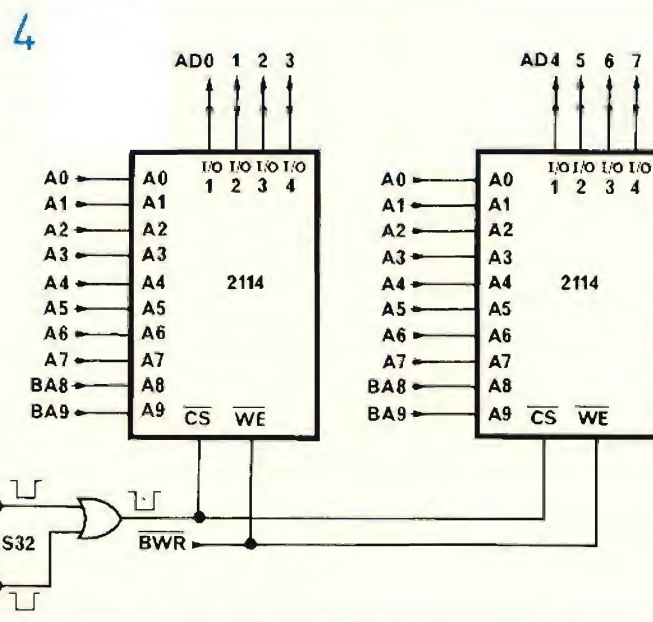 4
AD0 1 2 3
AD4 5 6 7
I/O I/O I/O I/O
1 2 3 4
I/O I/O I/O I/O
1 2 3 4
A0 A0
A1 A1
A2 A2
A3 A3
A4 A4
A5 A5
A6 A6
A7 A7
BA8 A8
BA9 A9
2114
CS WE
A0 A0
A1 A1
A2 A2
A3 A3
A4 A4
A5 A5
A6 A6
A7 A7
BA8 A8
BA9 A9
2114
CS WE
S32
BWR